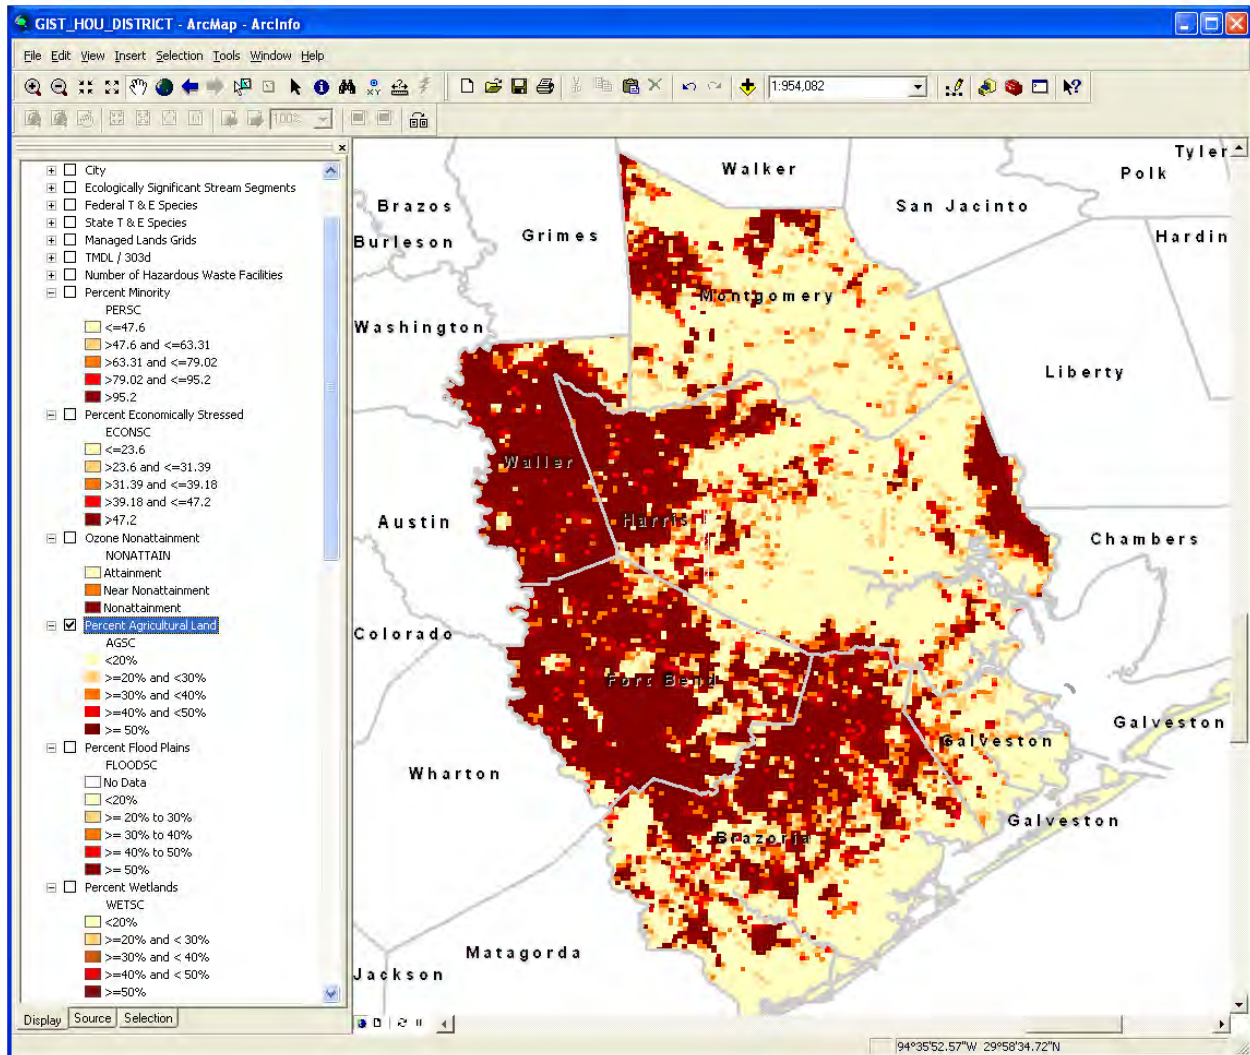 GIST_HOU_DISTRICT - ArcMap - ArcInfo
File Edit View Insert Selection Tools Window Help
1:954,082
100%
City
Ecologically Significant Stream Segments
Federal T & E Species
State T & E Species
Managed Lands Grids
TMDL / 303d
Number of Hazardous Waste Facilities
Percent Minority
PERSC
<=47.6
>47.6 and <=63.31
>63.31 and <=79.02
>79.02 and <=95.2
>95.2
Percent Economically Stressed
ECONSC
<=23.6
>23.6 and <=31.39
>31.39 and <=39.18
>39.18 and <=47.2
>47.2
Ozone Nonattainment
NONATTAIN
Attainment
Near Nonattainment
Nonattainment
Percent Agricultural Land
AGSC
<20%
>=20% and <30%
>=30% and <40%
>=40% and <50%
>= 50%
Percent Flood Plains
FLOODSC
No Data
<20%
>= 20% to 30%
>= 30% to 40%
>= 40% to 50%
>= 50%
Percent Wetlands
WETSC
<20%
>=20% and < 30%
>=30% and < 40%
>=40% and < 50%
>=50%
Display Source Selection
Tyler
Walker
Polk
Brazos
San Jacinto
Burleson
Grimes
Hardin
Montgomery
Washington
Liberty
Waller
Austin
Harris
Chambers
Colorado
Fort Bend
Galveston
Galveston
Wharton
Galveston
Brazoria
Matagorda
Jackson
94°35'52.57"W 29°58'34.72"N